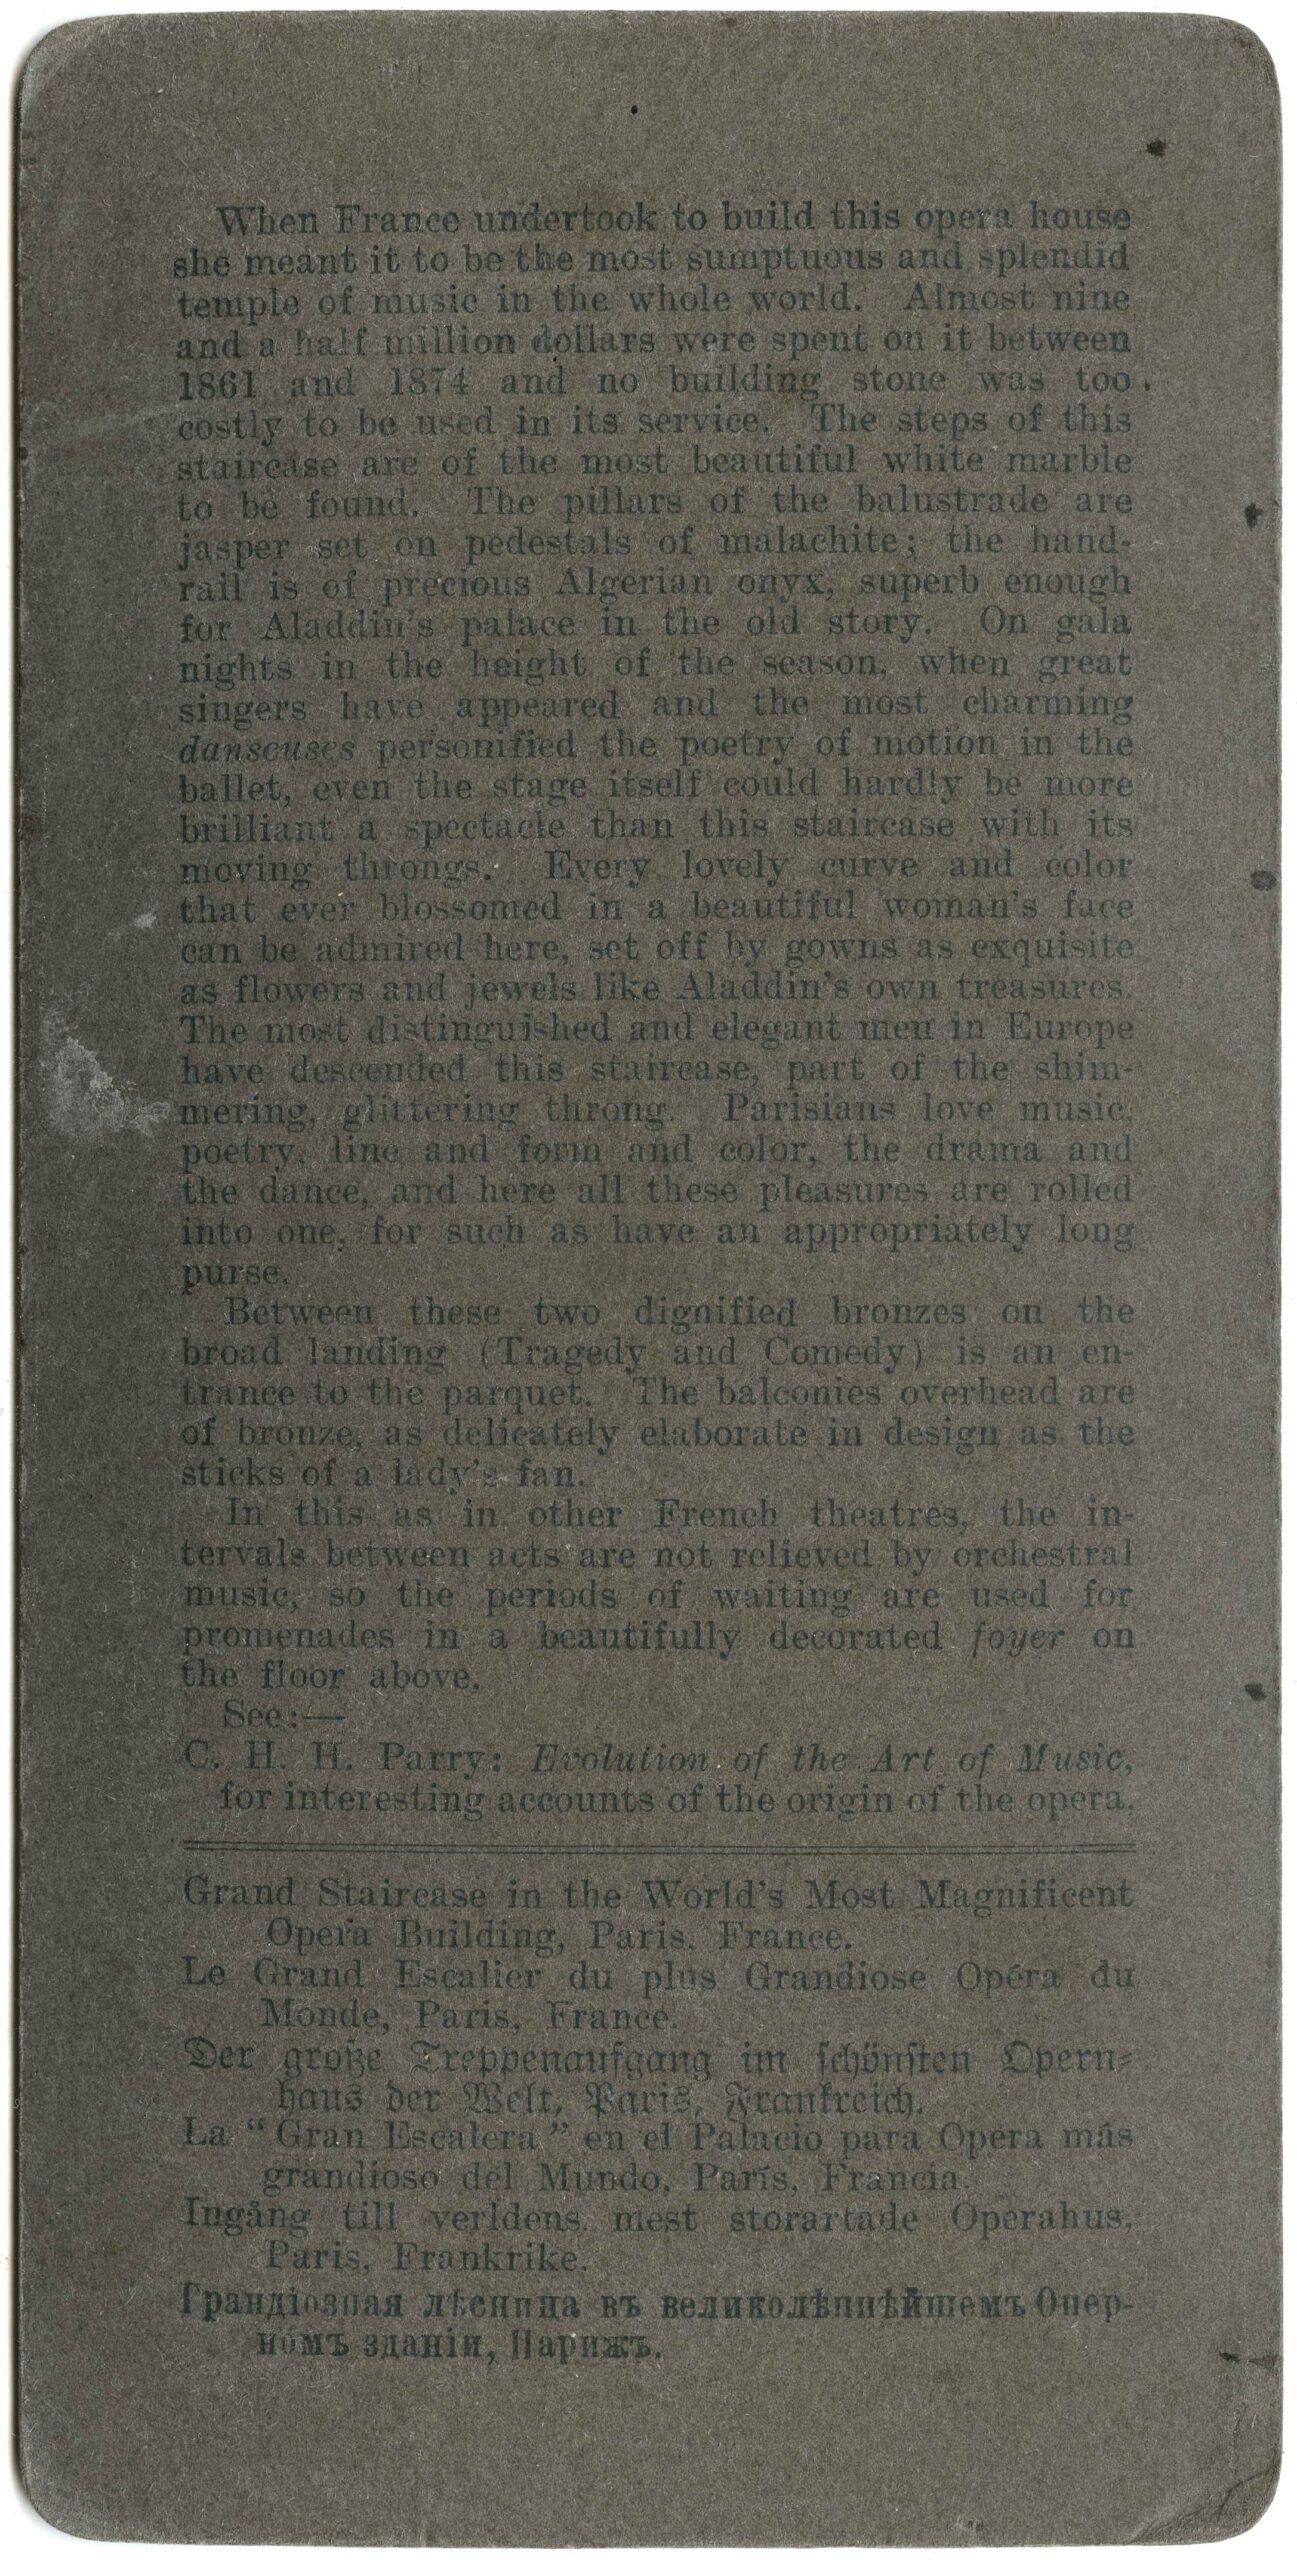 When France undertook to build this opera house
she meant it to be the most sumptuous and splendid
temple of music in the whole world. Almost nine
and a half million dollars were spent on it between
1861 and 1874 and no building stone was too
costly to be used in its service. The steps of this
staircase are of the most beautiful white marble
to be found. The pillars of the balustrade are
jasper set on pedestals of malachite; the hand-
rail is of precious Algerian onyx, superb enough
for Aladdin's palace in the old story. On gala
nights in the height of the season, when great
singers have appeared and the most charming
danseuses personified the poetry of motion in the
ballet, even the stage itself could hardly be more
brilliant a spectacle than this staircase with its
moving throngs. Every lovely curve and color
that ever blossomed in a beautiful woman's face
can be admired here, set off by gowns as exquisite
as flowers and jewels like Aladdin's own treasures.
The most distinguished and elegant men in Europe
have descended this staircase, part of the shim-
mering, glittering throng. Parisians love music,
poetry, line and form and color, the drama and
the dance, and here all these pleasures are rolled
into one, for such as have an appropriately long
purse.
Between these two dignified bronzes on the
broad landing (Tragedy and Comedy) is an en-
trance to the parquet. The balconies overhead are
of bronze, as delicately elaborate in design as the
sticks of a lady's fan.
In this as in other French theatres, the in-
tervals between acts are not relieved by orchestral
music, so the periods of waiting are used for
promenades in a beautifully decorated foyer on
the floor above.
See:—
C. H. H. Parry: Evolution of the Art of Music,
for interesting accounts of the origin of the opera.
Grand Staircase in the World's Most Magnificent
Opera Building, Paris, France.
Le Grand Escalier du plus Grandiose Opéra du
Monde, Paris, France.
Der große Treppenaufgang im schönsten Opern-
haus der Welt, Paris, Frankreich.
La "Gran Escalera" en el Palacio para Opera más
grandioso del Mundo, París, Francia.
Ingång till verldens mest storartade Operahus,
Paris, Frankrike.
Грандіозная лѣсница въ великолѣпнѣйшемъ Опер-
номъ зданіи, Парижъ.